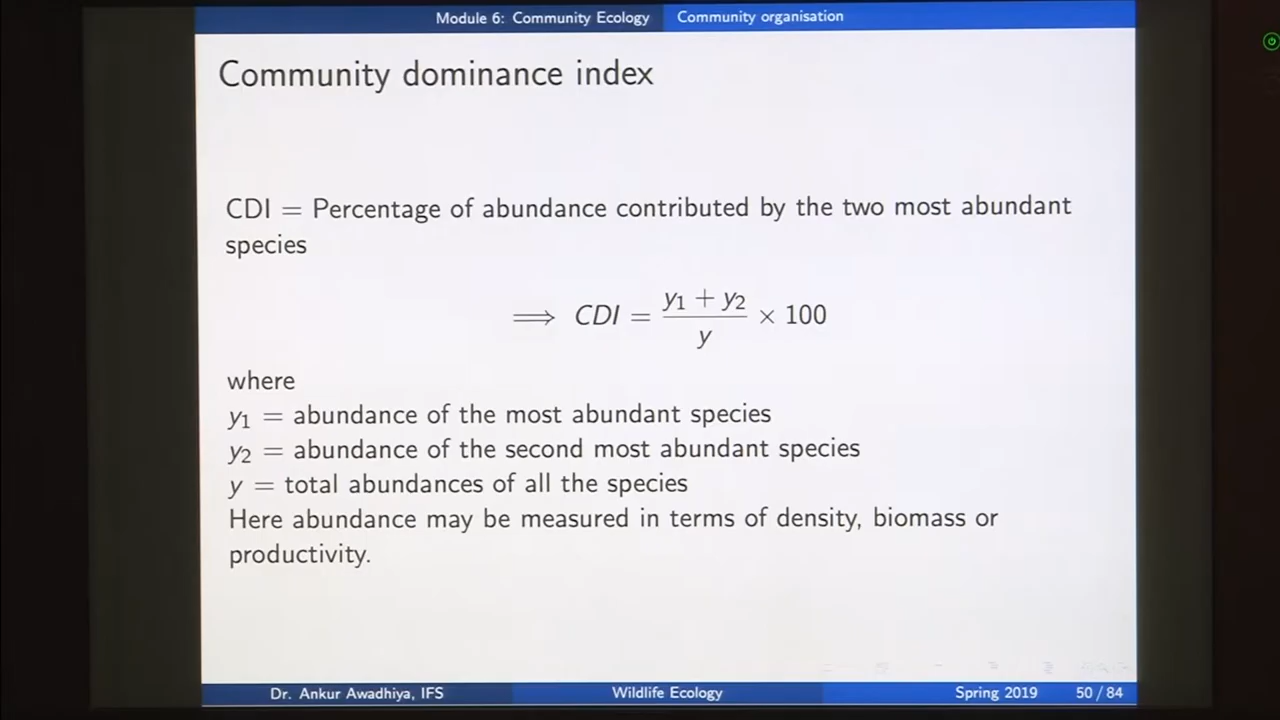 Module 6: Community Ecology Community organisation
Community dominance index
CDI = Percentage of abundance contributed by the two most abundant
species
⟹ CDI = (y₁ + y₂) / y × 100
where
y₁ = abundance of the most abundant species
y₂ = abundance of the second most abundant species
y = total abundances of all the species
Here abundance may be measured in terms of density, biomass or
productivity.
Dr. Ankur Awadhiya, IFS Wildlife Ecology Spring 2019 50 / 84